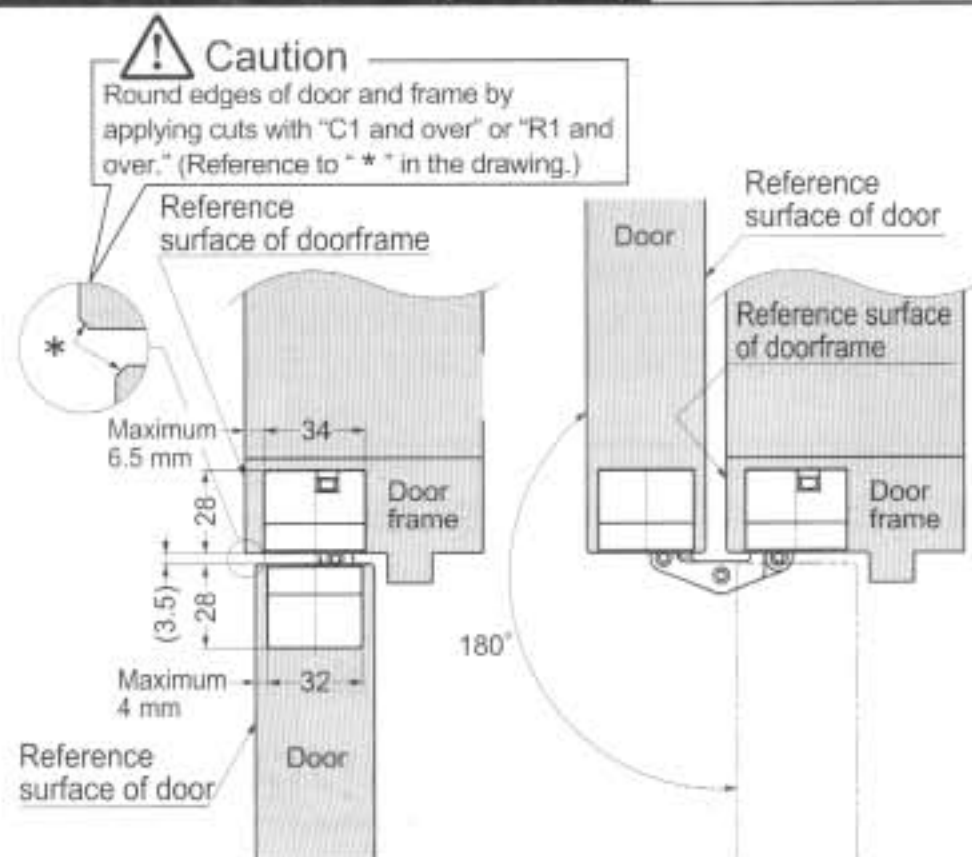 Caution
Round edges of door and frame by
applying cuts with “C1 and over” or “R1 and
over.” (Reference to “ * ” in the drawing.)
Reference
surface of doorframe
*
Maximum
6.5 mm
34
28
Door
frame
(3.5)
28
Maximum
4 mm
32
Door
Reference
surface of door
Door
Reference
surface of door
Reference surface
of doorframe
Door
frame
180°